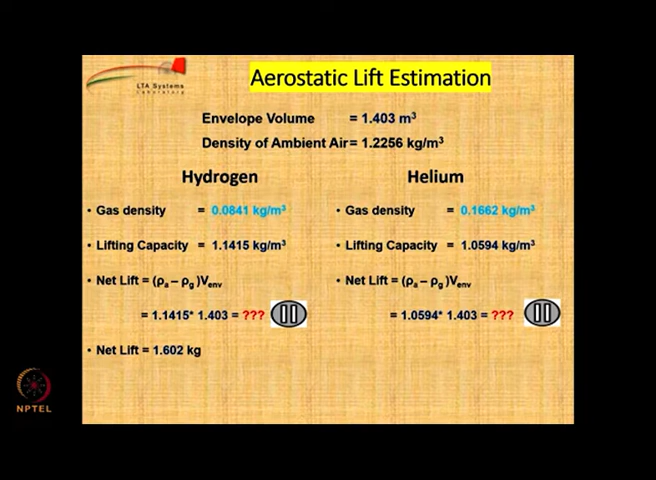 LTA Systems
Laboratory
Aerostatic Lift Estimation
Envelope Volume = 1.403 m³
Density of Ambient Air = 1.2256 kg/m³
Hydrogen
• Gas density = 0.0841 kg/m³
• Lifting Capacity = 1.1415 kg/m³
• Net Lift = (ρa – ρg )Venv
= 1.1415* 1.403 = ???
• Net Lift = 1.602 kg
Helium
• Gas density = 0.1662 kg/m³
• Lifting Capacity = 1.0594 kg/m³
• Net Lift = (ρa – ρg )Venv
= 1.0594* 1.403 = ???
NPTEL